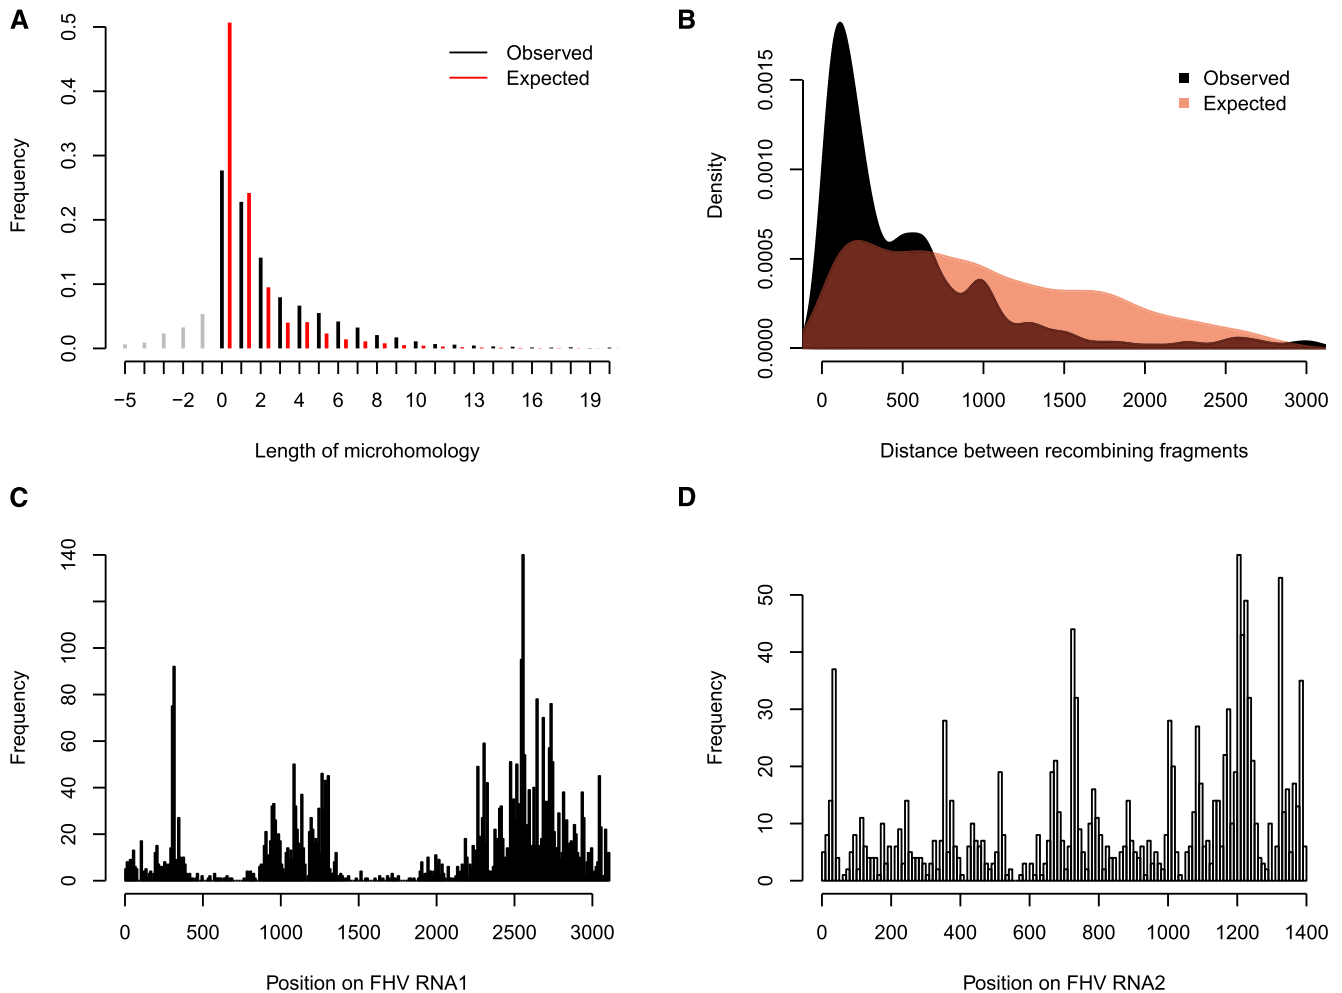 A
Frequency
0.0 0.1 0.2 0.3 0.4 0.5
Observed
Expected
−5 −2 0 2 4 6 8 10 13 16 19
Length of microhomology
B
Density
0.0000 0.0005 0.0010 0.0015
Observed
Expected
0 500 1000 1500 2000 2500 3000
Distance between recombining fragments
C
Frequency
0 20 40 60 80 100 140
0 500 1000 1500 2000 2500 3000
Position on FHV RNA1
D
Frequency
0 10 20 30 40 50
0 200 400 600 800 1000 1200 1400
Position on FHV RNA2